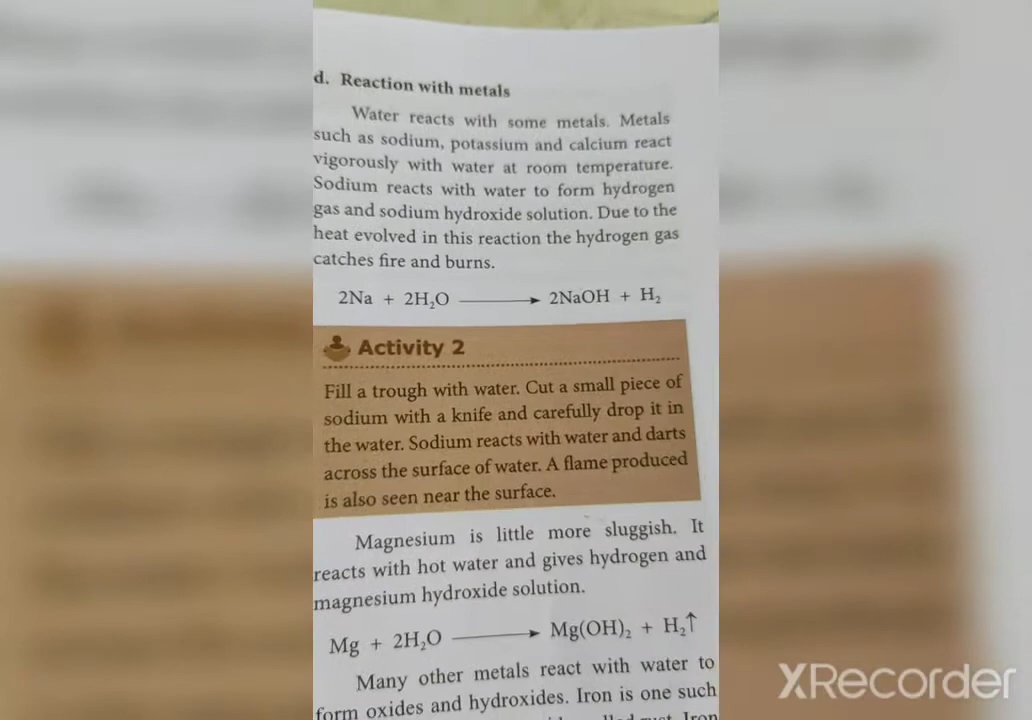 d. Reaction with metals
Water reacts with some metals. Metals
such as sodium, potassium and calcium react
vigorously with water at room temperature.
Sodium reacts with water to form hydrogen
gas and sodium hydroxide solution. Due to the
heat evolved in this reaction the hydrogen gas
catches fire and burns.
2Na + 2H₂O ⟶ 2NaOH + H₂
Activity 2
Fill a trough with water. Cut a small piece of
sodium with a knife and carefully drop it in
the water. Sodium reacts with water and darts
across the surface of water. A flame produced
is also seen near the surface.
Magnesium is little more sluggish. It
reacts with hot water and gives hydrogen and
magnesium hydroxide solution.
Mg + 2H₂O ⟶ Mg(OH)₂ + H₂↑
Many other metals react with water to
form oxides and hydroxides. Iron is one such
Iron
XRecorder